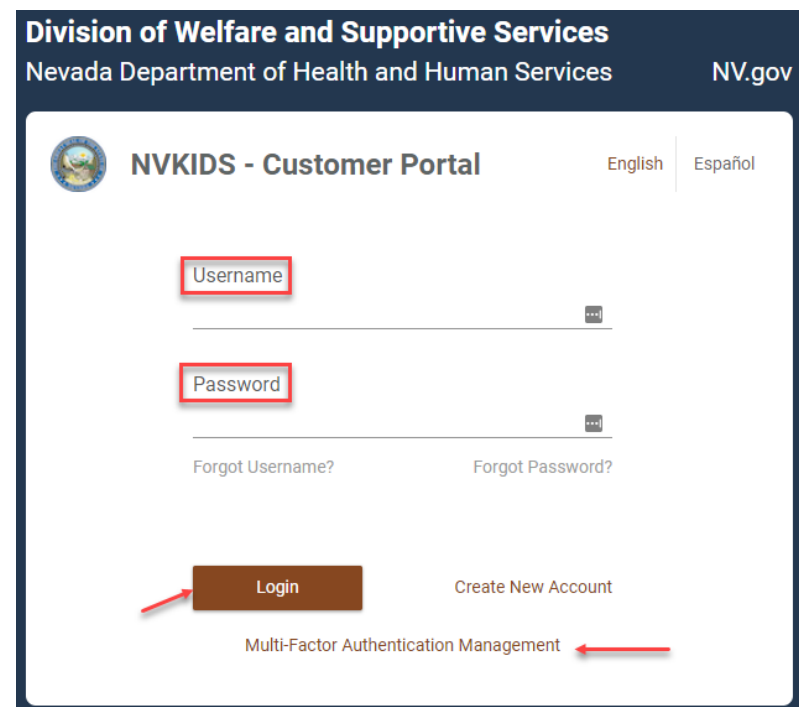 Division of Welfare and Supportive Services
Nevada Department of Health and Human Services NV.gov
NVKIDS - Customer Portal English Español
Username
Password
Forgot Username? Forgot Password?
Login Create New Account
Multi-Factor Authentication Management